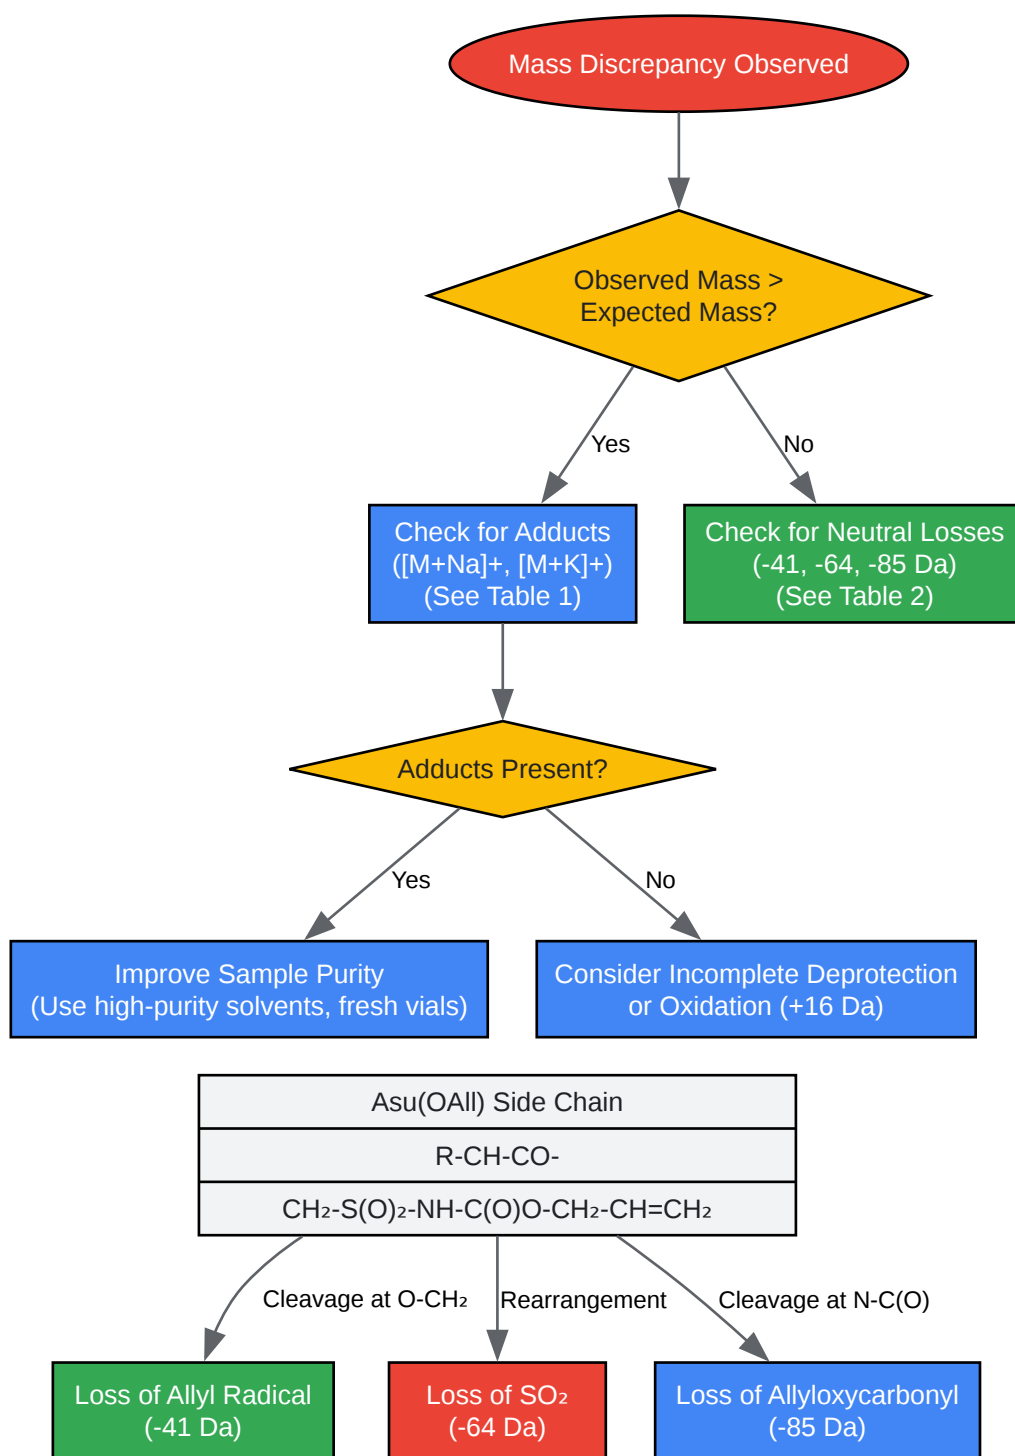 Mass Discrepancy Observed
Observed Mass >
Expected Mass?
Yes
No
Check for Adducts
([M+Na]+, [M+K]+)
(See Table 1)
Check for Neutral Losses
(-41, -64, -85 Da)
(See Table 2)
Adducts Present?
Yes
No
Improve Sample Purity
(Use high-purity solvents, fresh vials)
Consider Incomplete Deprotection
or Oxidation (+16 Da)
Asu(OAll) Side Chain
R-CH-CO-
CH₂-S(O)₂-NH-C(O)O-CH₂-CH=CH₂
Cleavage at O-CH₂
Rearrangement
Cleavage at N-C(O)
Loss of Allyl Radical
(-41 Da)
Loss of SO₂
(-64 Da)
Loss of Allyloxycarbonyl
(-85 Da)